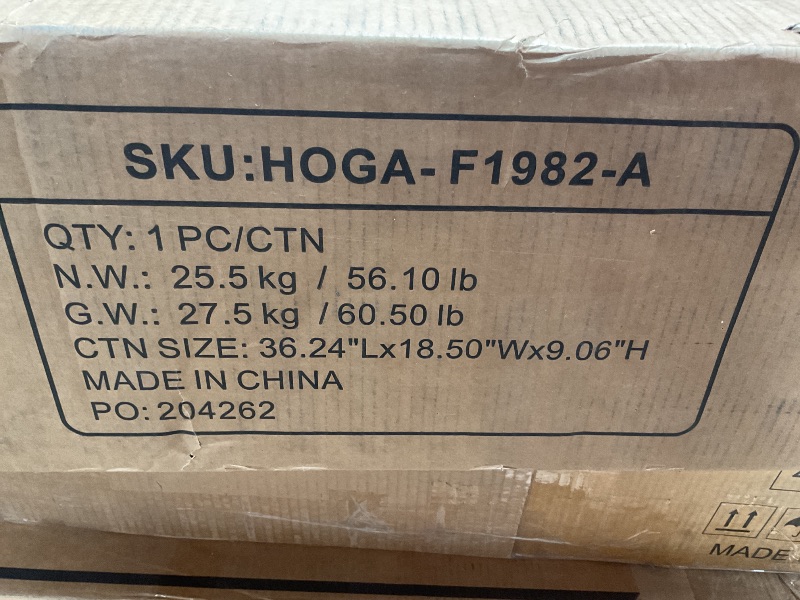 SKU:HOGA-F1982-A
QTY: 1 PC/CTN
N.W.: 25.5 kg / 56.10 lb
G.W.: 27.5 kg / 60.50 lb
CTN SIZE: 36.24"Lx18.50"Wx9.06"H
MADE IN CHINA
PO: 204262
MADE